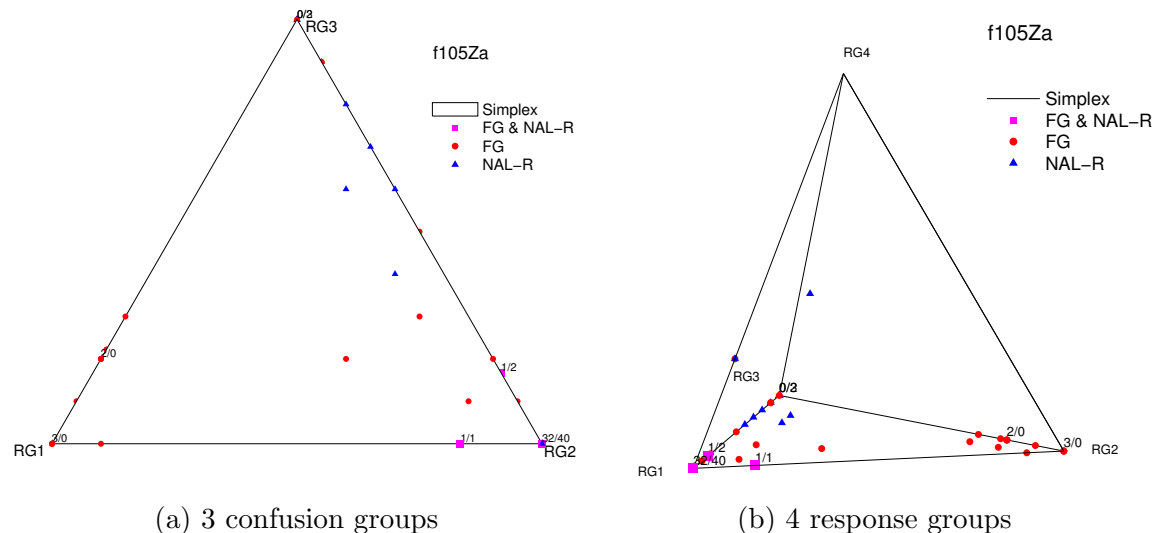 0/3
RG3
f105Za
Simplex
FG & NAL-R
FG
NAL-R
2/0
1/2
3/0
1/1
32/40
RG1
RG2
(a) 3 confusion groups
f105Za
RG4
Simplex
FG & NAL-R
FG
NAL-R
RG3
2/0
3/0
RG2
1/2
1/1
RG1
32/40
(b) 4 response groups